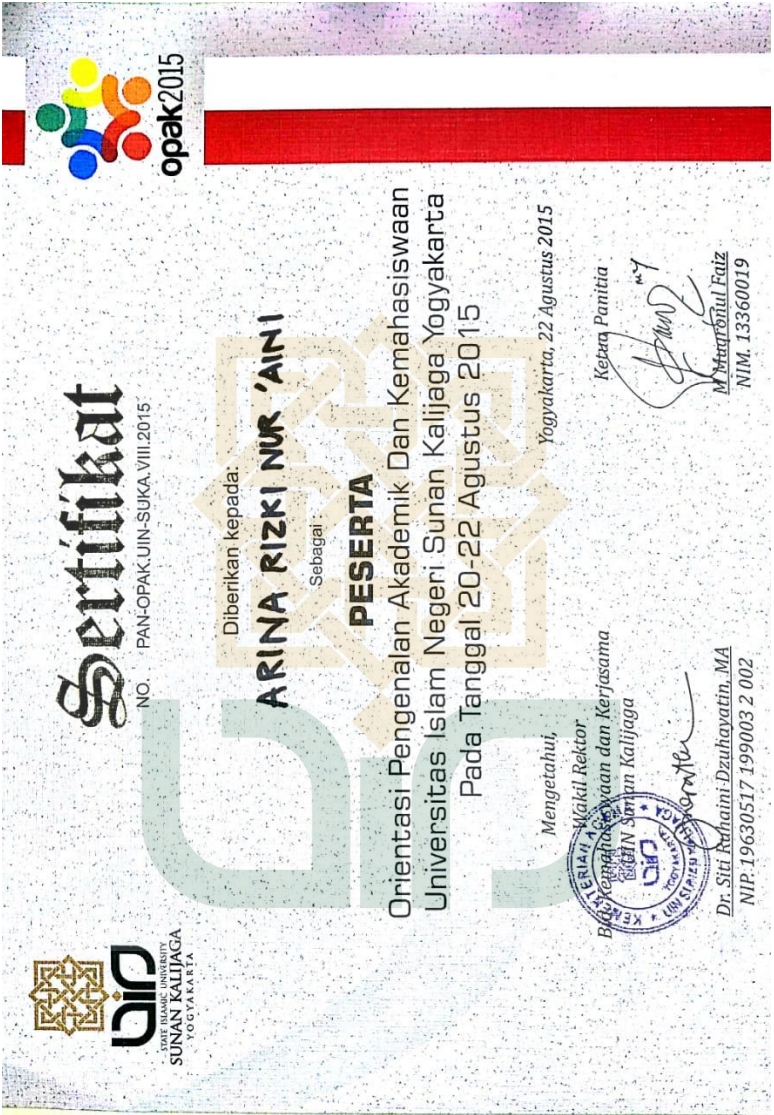 UIN
STATE ISLAMIC UNIVERSITY
SUNAN KALIJAGA
YOGYAKARTA
opak2015
Sertifikat
NO. PAN-OPAK.UIN-SUKA.VIII.2015
Diberikan kepada:
ARINA RIZKI NUR 'AINI
Sebagai :
PESERTA
Orientasi Pengenalan Akademik Dan Kemahasiswaan
Universitas Islam Negeri Sunan Kalijaga Yogyakarta
Pada Tanggal 20-22 Agustus 2015
Yogyakarta, 22 Agustus 2015
Mengetahui,
Wakil Rektor
Bid. Kemahasiswaan dan Kerjasama
UIN Sunan Kalijaga
Dr. Siti Ruhaini Dzuhayatin, MA
NIP. 19630517 199003 2 002
Ketua Panitia
M Muqronul Faiz
NIM. 13360019